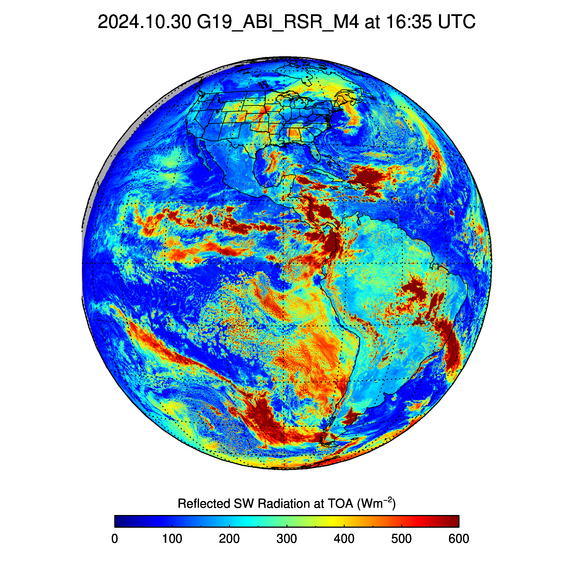 2024.10.30 G19_ABI_RSR_M4 at 16:35 UTC
Reflected SW Radiation at TOA (Wm⁻²)
0 100 200 300 400 500 600